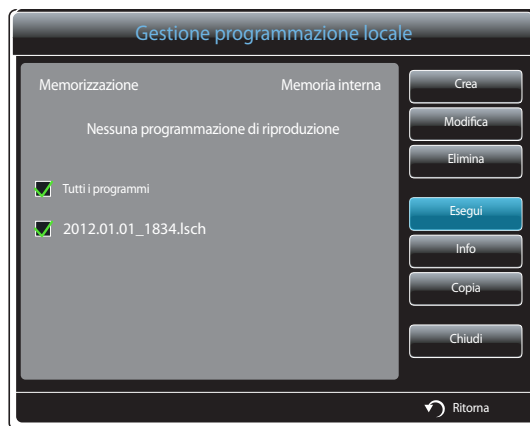 Gestione programmazione locale
Memorizzazione Memoria interna
Nessuna programmazione di riproduzione
Tutti i programmi
2012.01.01_1834.lsch
Crea
Modifica
Elimina
Esegui
Info
Copia
Chiudi
Ritorna